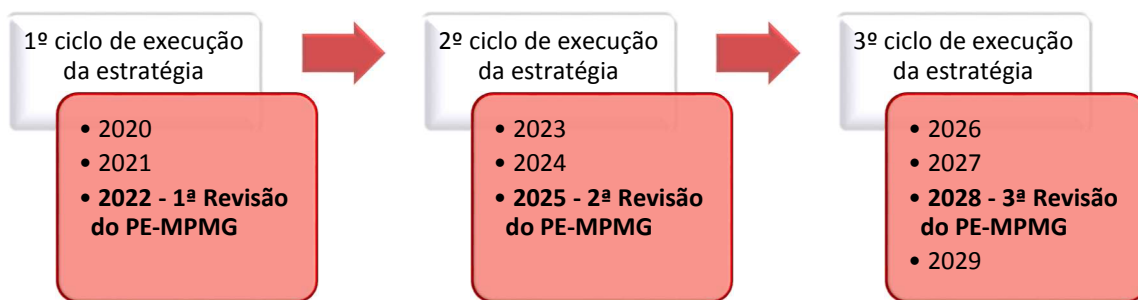 1º ciclo de execução
da estratégia
• 2020
• 2021
• 2022 - 1ª Revisão
do PE-MPMG
2º ciclo de execução
da estratégia
• 2023
• 2024
• 2025 - 2ª Revisão
do PE-MPMG
3º ciclo de execução
da estratégia
• 2026
• 2027
• 2028 - 3ª Revisão
do PE-MPMG
• 2029